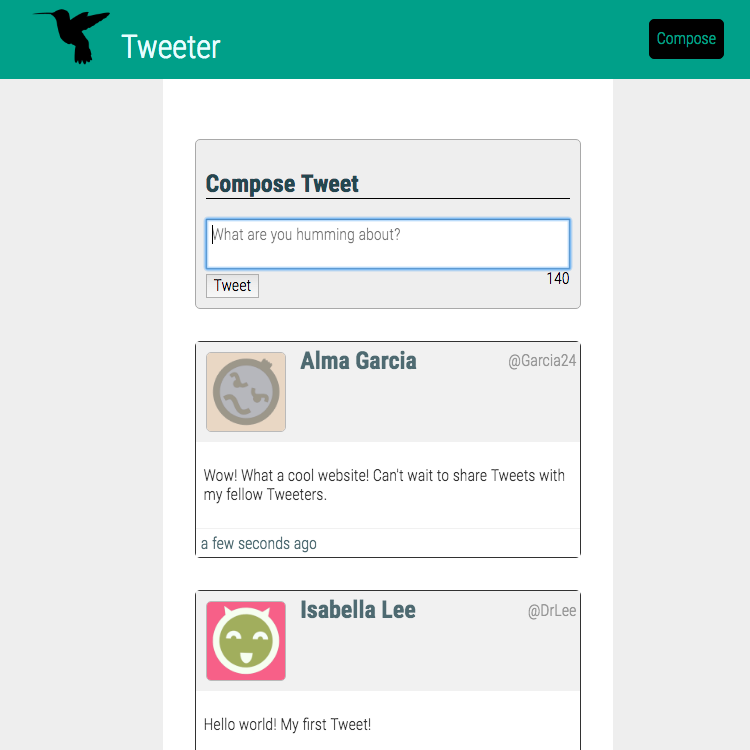 Tweeter
Compose
Compose Tweet
What are you humming about?
Tweet
140
Alma Garcia
@Garcia24
Wow! What a cool website! Can't wait to share Tweets with
my fellow Tweeters.
a few seconds ago
Isabella Lee
@DrLee
Hello world! My first Tweet!